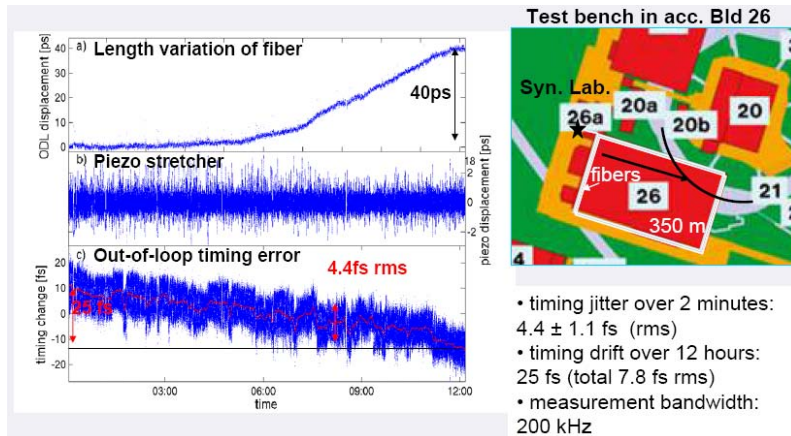 Test bench in acc. Bld 26
a) Length variation of fiber
ODL displacement [ps]
40
30
20
10
0
40ps
b) Piezo stretcher
18
2
0
-2
piezo displacement [ps]
c) Out-of-loop timing error
timing change [fs]
20
10
0
-10
-20
25 fs
4.4fs rms
03:00
06:00
09:00
12:00
time
Syn. Lab.
26a
20a
20b
20
21
fibers
26
350 m
4
• timing jitter over 2 minutes:
4.4 ± 1.1 fs (rms)
• timing drift over 12 hours:
25 fs (total 7.8 fs rms)
• measurement bandwidth:
200 kHz